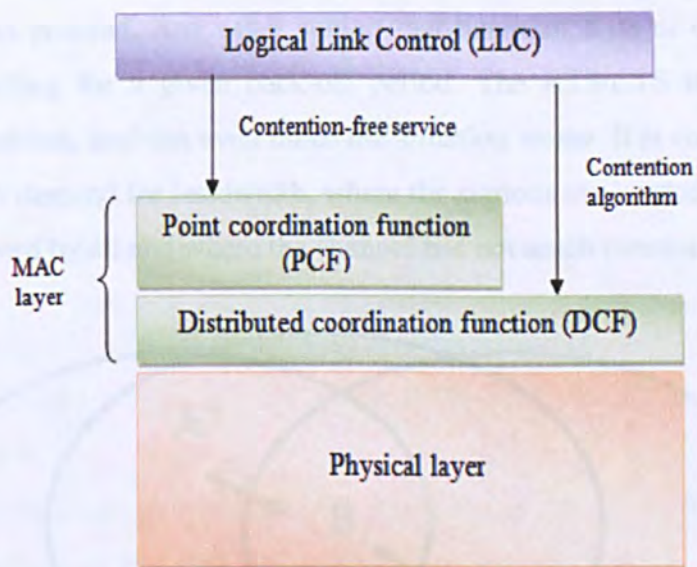 Logical Link Control (LLC)
Contention-free service
Contention
algorithm
Point coordination function
(PCF)
MAC
layer
Distributed coordination function (DCF)
Physical layer